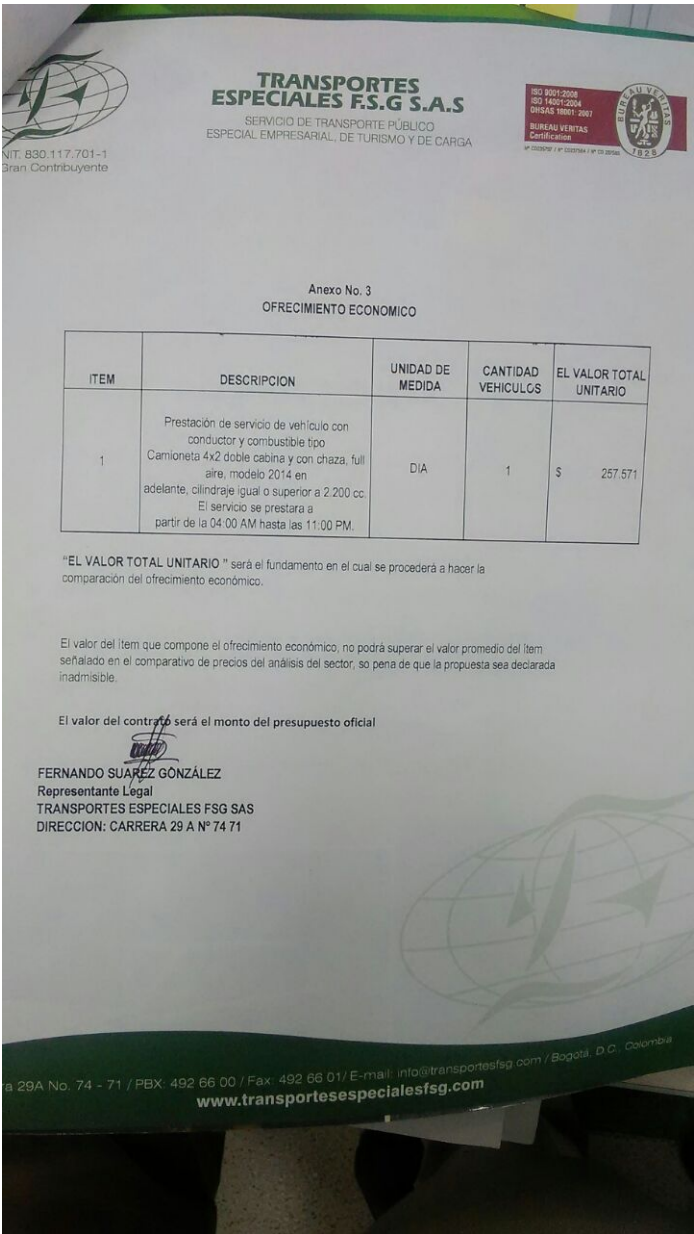 TRANSPORTES
ESPECIALES F.S.G S.A.S
SERVICIO DE TRANSPORTE PÚBLICO
ESPECIAL EMPRESARIAL, DE TURISMO Y DE CARGA
NIT. 830.117.701-1
Gran Contribuyente
ISO 9001:2008
ISO 14001:2004
OHSAS 18001: 2007
BUREAU VERITAS
Certification
BUREAU VERITAS
1828
Anexo No. 3
OFRECIMIENTO ECONOMICO
ITEM
DESCRIPCION
UNIDAD DE
MEDIDA
CANTIDAD
VEHICULOS
EL VALOR TOTAL
UNITARIO
1
Prestación de servicio de vehículo con
conductor y combustible tipo
Camioneta 4x2 doble cabina y con chaza, full
aire, modelo 2014 en
adelante, cilindraje igual o superior a 2.200 cc.
El servicio se prestara a
partir de la 04:00 AM hasta las 11:00 PM.
DIA
1
$ 257.571
"EL VALOR TOTAL UNITARIO " será el fundamento en el cual se procederá a hacer la
comparación del ofrecimiento económico.
El valor del ítem que compone el ofrecimiento económico, no podrá superar el valor promedio del ítem
señalado en el comparativo de precios del análisis del sector, so pena de que la propuesta sea declarada
inadmisible.
El valor del contrato será el monto del presupuesto oficial
FERNANDO SUAREZ GONZÁLEZ
Representante Legal
TRANSPORTES ESPECIALES FSG SAS
DIRECCION: CARRERA 29 A Nº 74 71
ra 29A No. 74 - 71 / PBX: 492 66 00 / Fax: 492 66 01/ E-mail: info@transportesfsg.com / Bogotá, D.C., Colombia
www.transportesespecialesfsg.com